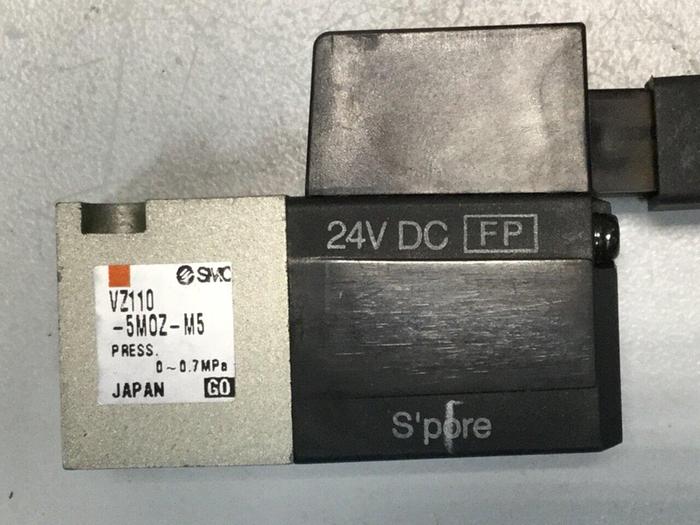 24V DC FP
SMC
VZ110
-5MOZ-M5
PRESS.
0~0.7MPa
JAPAN GO
S'pore